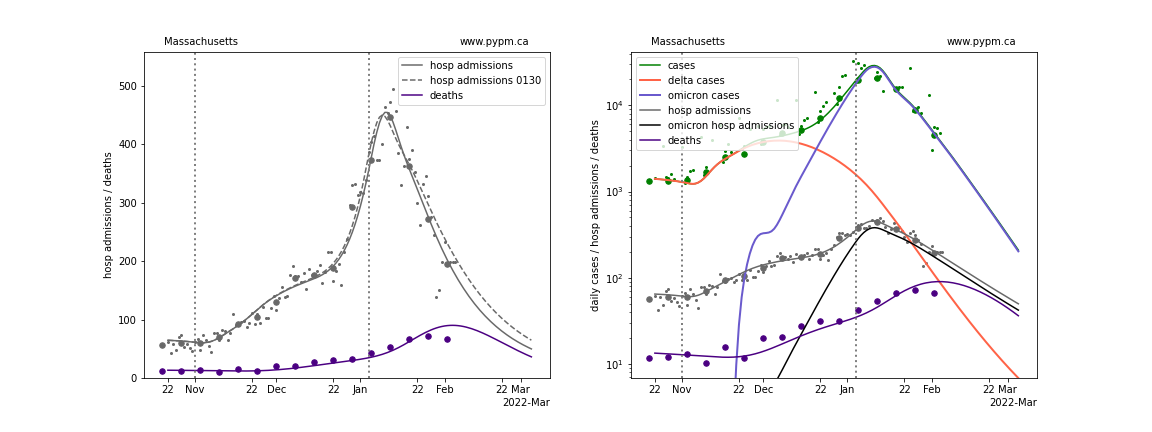 Massachusetts www.pypm.ca
hosp admissions
hosp admissions 0130
deaths
hosp admissions / deaths
500
400
300
200
100
0
22 Nov 22 Dec 22 Jan 22 Feb 22 Mar
2022-Mar
Massachusetts www.pypm.ca
cases
delta cases
omicron cases
hosp admissions
omicron hosp admissions
deaths
daily cases / hosp admissions / deaths
10⁴
10³
10²
10¹
22 Nov 22 Dec 22 Jan 22 Feb 22 Mar
2022-Mar